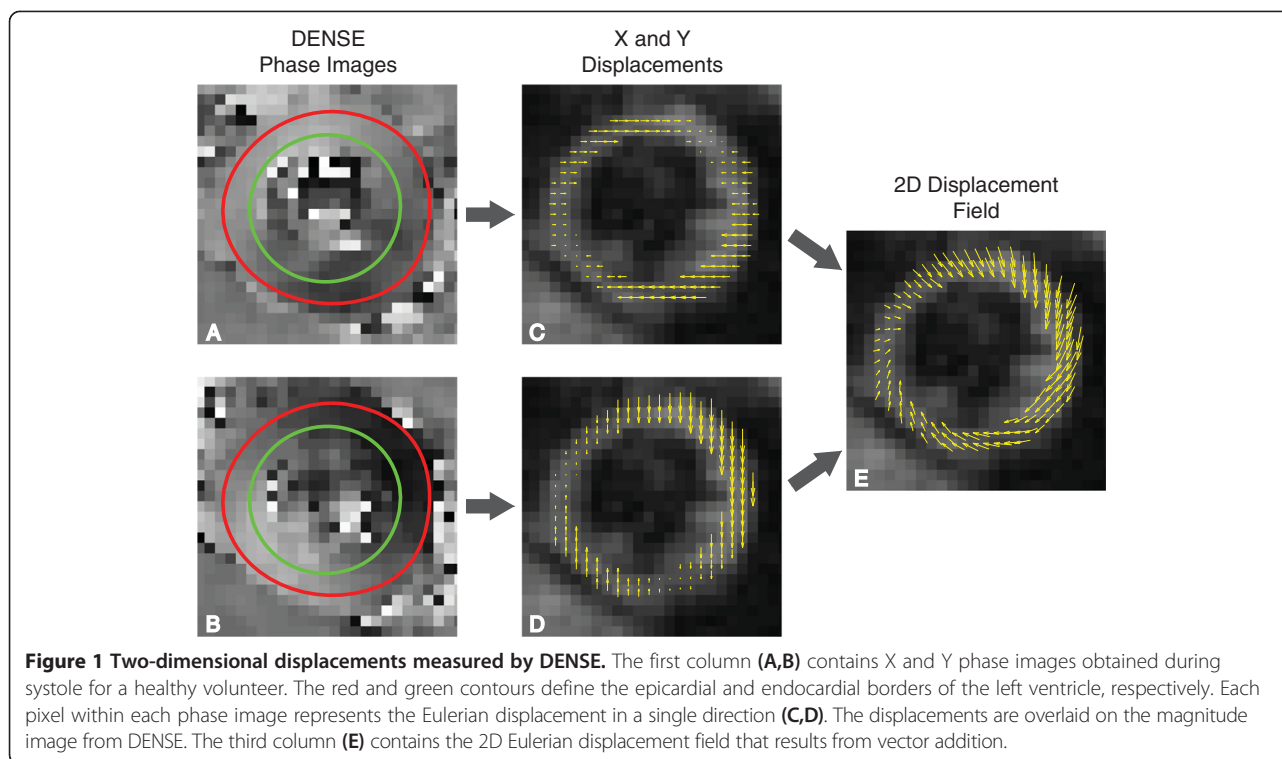 DENSE
Phase Images
X and Y
Displacements
2D Displacement
Field
A
C
B
D
E
Figure 1 Two-dimensional displacements measured by DENSE. The first column (A,B) contains X and Y phase images obtained during
systole for a healthy volunteer. The red and green contours define the epicardial and endocardial borders of the left ventricle, respectively. Each
pixel within each phase image represents the Eulerian displacement in a single direction (C,D). The displacements are overlaid on the magnitude
image from DENSE. The third column (E) contains the 2D Eulerian displacement field that results from vector addition.